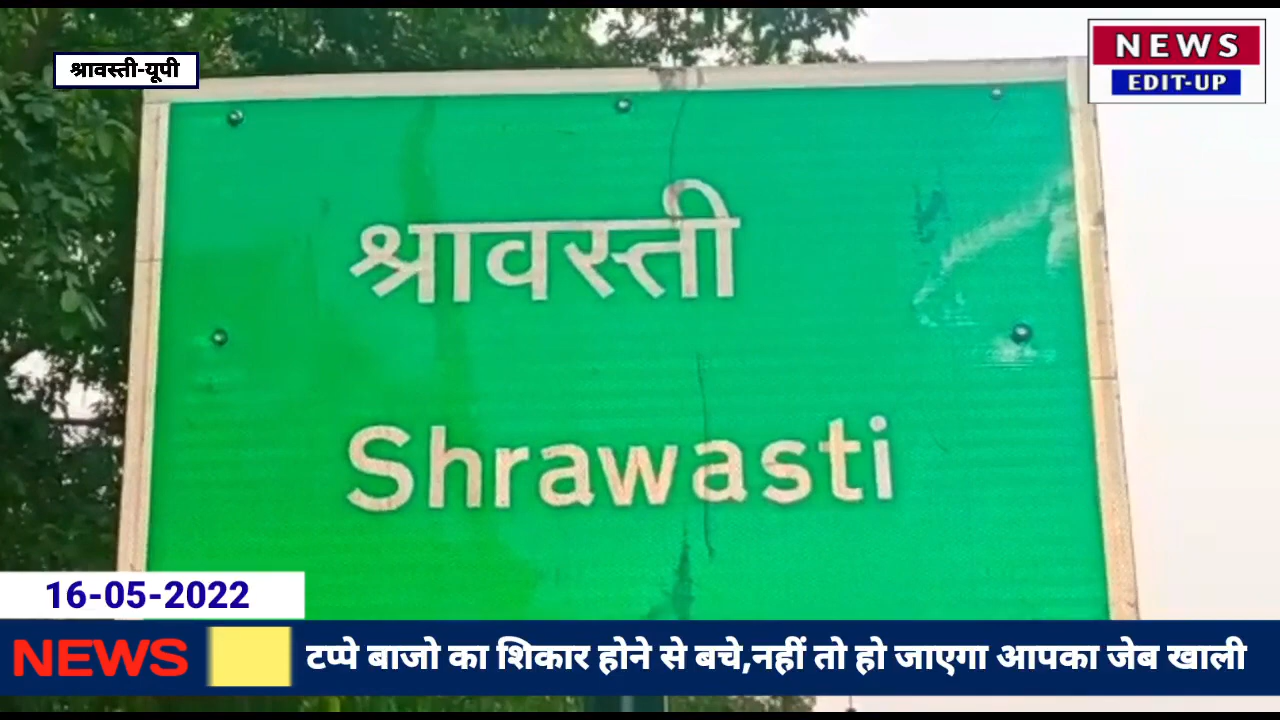 श्रावस्ती-यूपी
NEWS
EDIT-UP
श्रावस्ती
Shrawasti
16-05-2022
NEWS
टप्पे बाजो का शिकार होने से बचे,नहीं तो हो जाएगा आपका जेब खाली